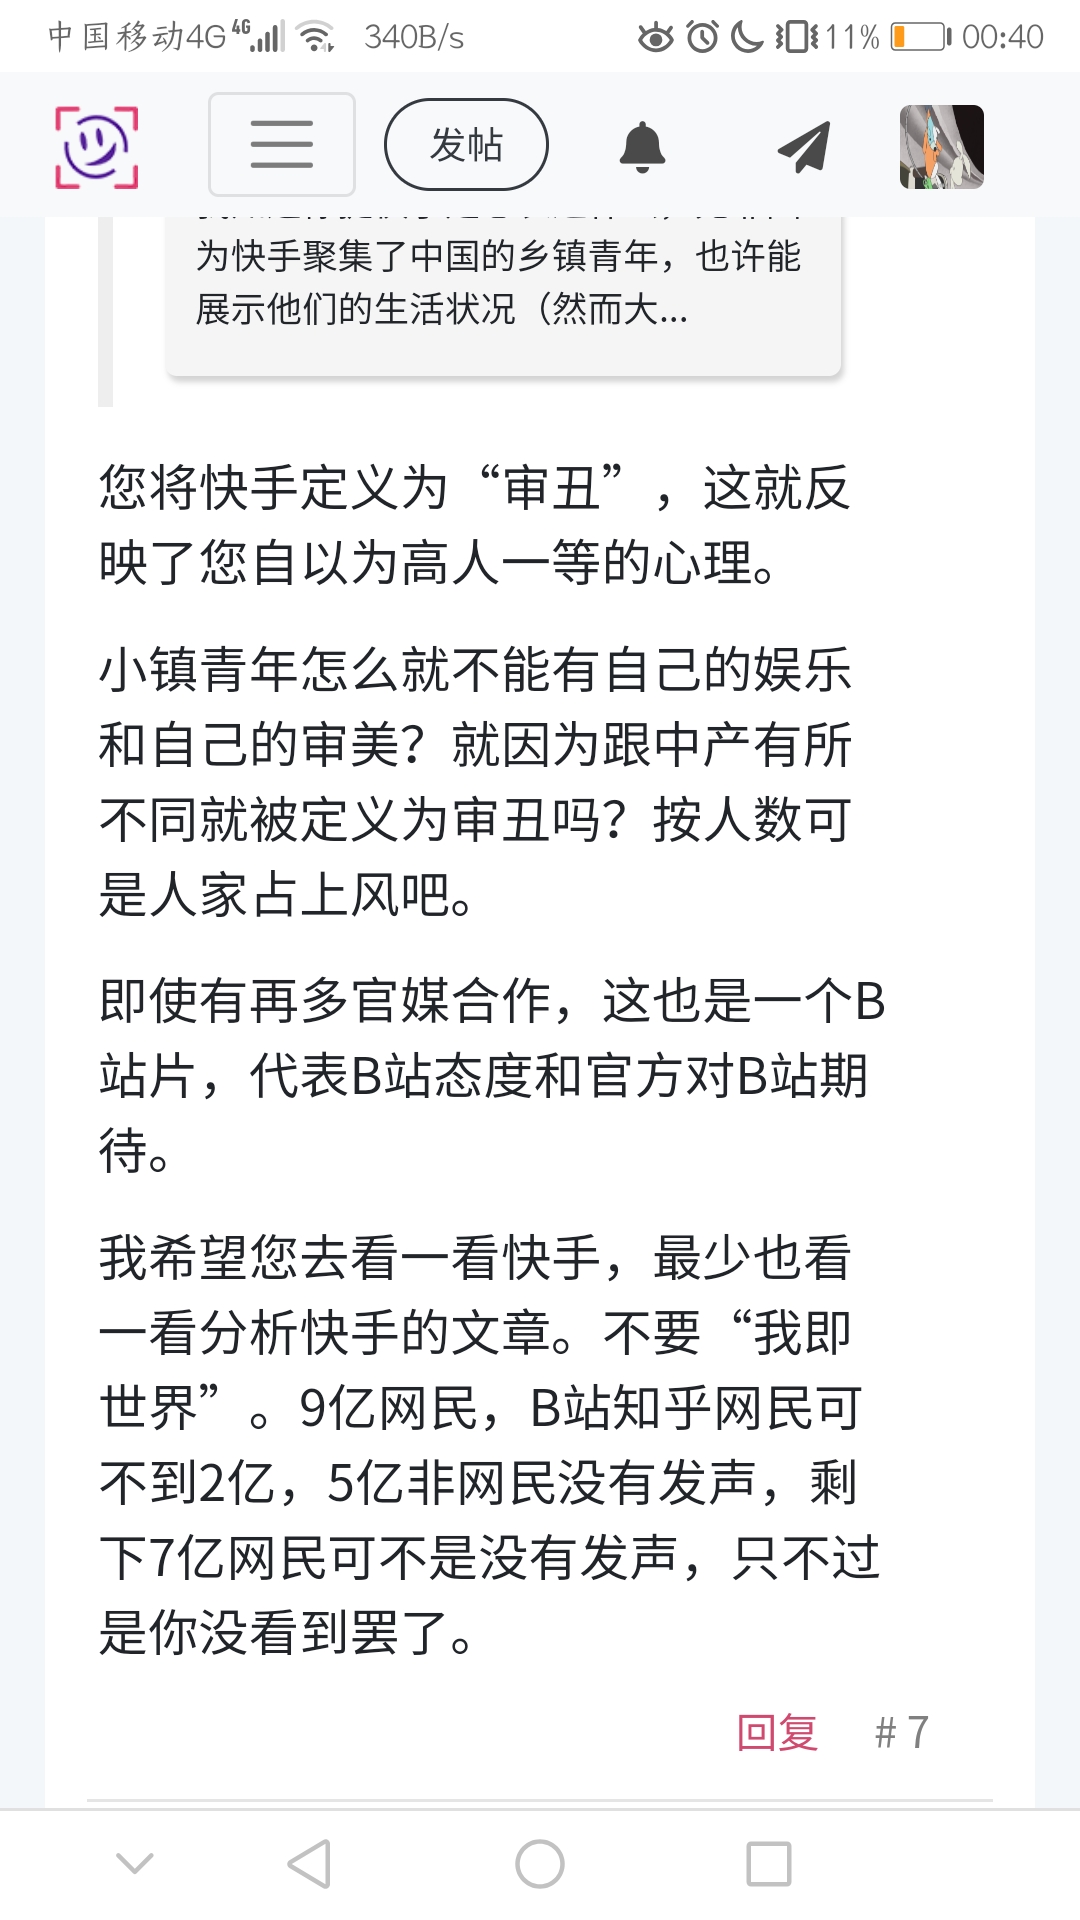 中国移动4G 4G 340B/s 11% 00:40
发帖
为快手聚集了中国的乡镇青年，也许能
展示他们的生活状况（然而大...
您将快手定义为“审丑”，这就反
映了您自以为高人一等的心理。
小镇青年怎么就不能有自己的娱乐
和自己的审美？就因为跟中产有所
不同就被定义为审丑吗？按人数可
是人家占上风吧。
即使有再多官媒合作，这也是一个B
站片，代表B站态度和官方对B站期
待。
我希望您去看一看快手，最少也看
一看分析快手的文章。不要“我即
世界”。9亿网民，B站知乎网民可
不到2亿，5亿非网民没有发声，剩
下7亿网民可不是没有发声，只不过
是你没看到罢了。
回复 #7